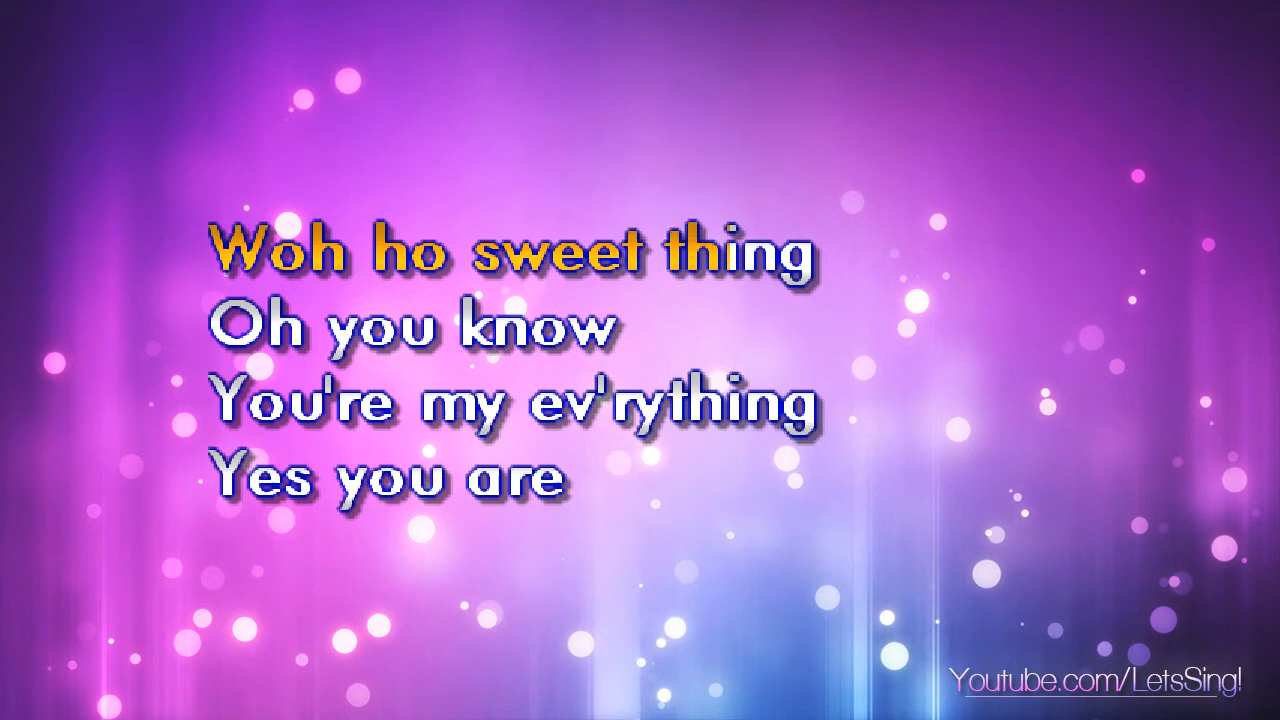 Woh ho sweet thing
Oh you know
You're my ev'rything
Yes you are
Youtube.com/LetsSing!